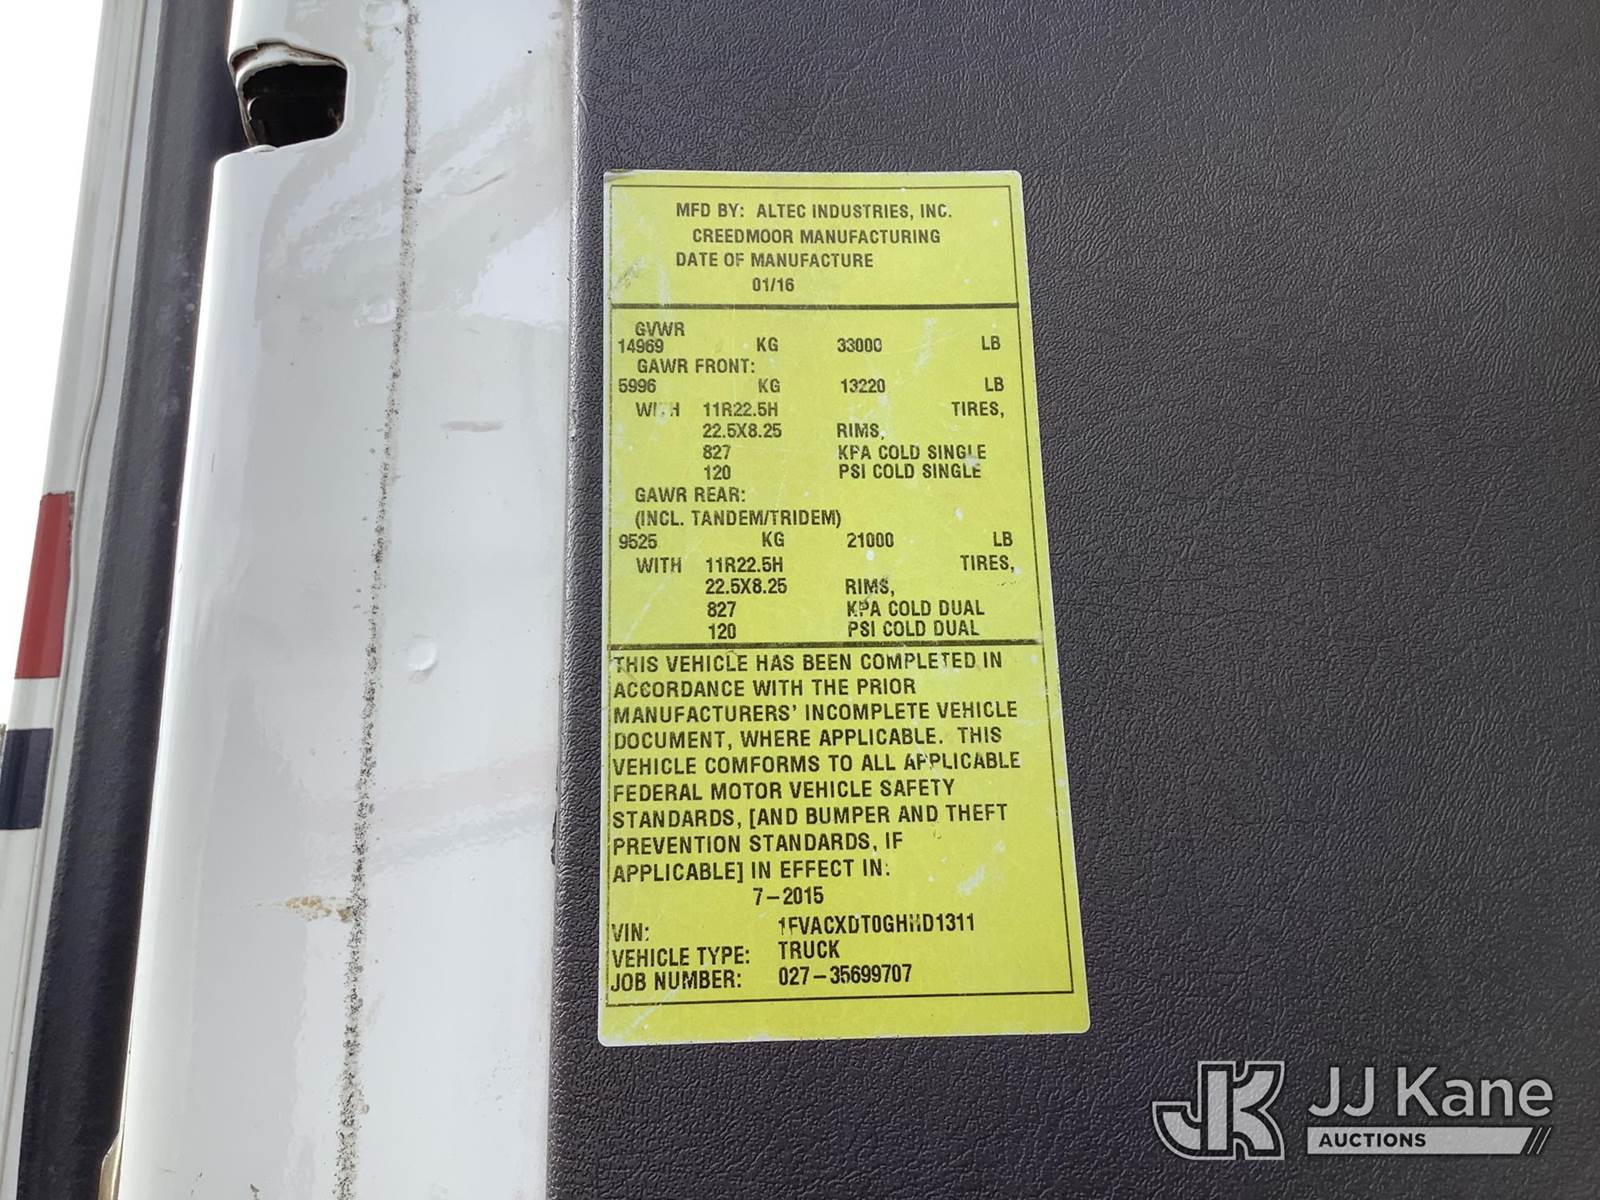 MFD BY: ALTEC INDUSTRIES, INC.
CREEDMOOR MANUFACTURING
DATE OF MANUFACTURE
01/16
GVWR
14969 KG 33000 LB
GAWR FRONT:
5996 KG 13220 LB
WITH 11R22.5H TIRES,
22.5X8.25 RIMS,
827 KPA COLD SINGLE
120 PSI COLD SINGLE
GAWR REAR:
(INCL. TANDEM/TRIDEM)
9525 KG 21000 LB
WITH 11R22.5H TIRES,
22.5X8.25 RIMS,
827 KPA COLD DUAL
120 PSI COLD DUAL
THIS VEHICLE HAS BEEN COMPLETED IN
ACCORDANCE WITH THE PRIOR
MANUFACTURERS' INCOMPLETE VEHICLE
DOCUMENT, WHERE APPLICABLE. THIS
VEHICLE COMFORMS TO ALL APPLICABLE
FEDERAL MOTOR VEHICLE SAFETY
STANDARDS, [AND BUMPER AND THEFT
PREVENTION STANDARDS, IF
APPLICABLE] IN EFFECT IN:
7-2015
VIN: 1FVACXDT0GHHD1311
VEHICLE TYPE: TRUCK
JOB NUMBER: 027-35699707
JJ Kane
AUCTIONS